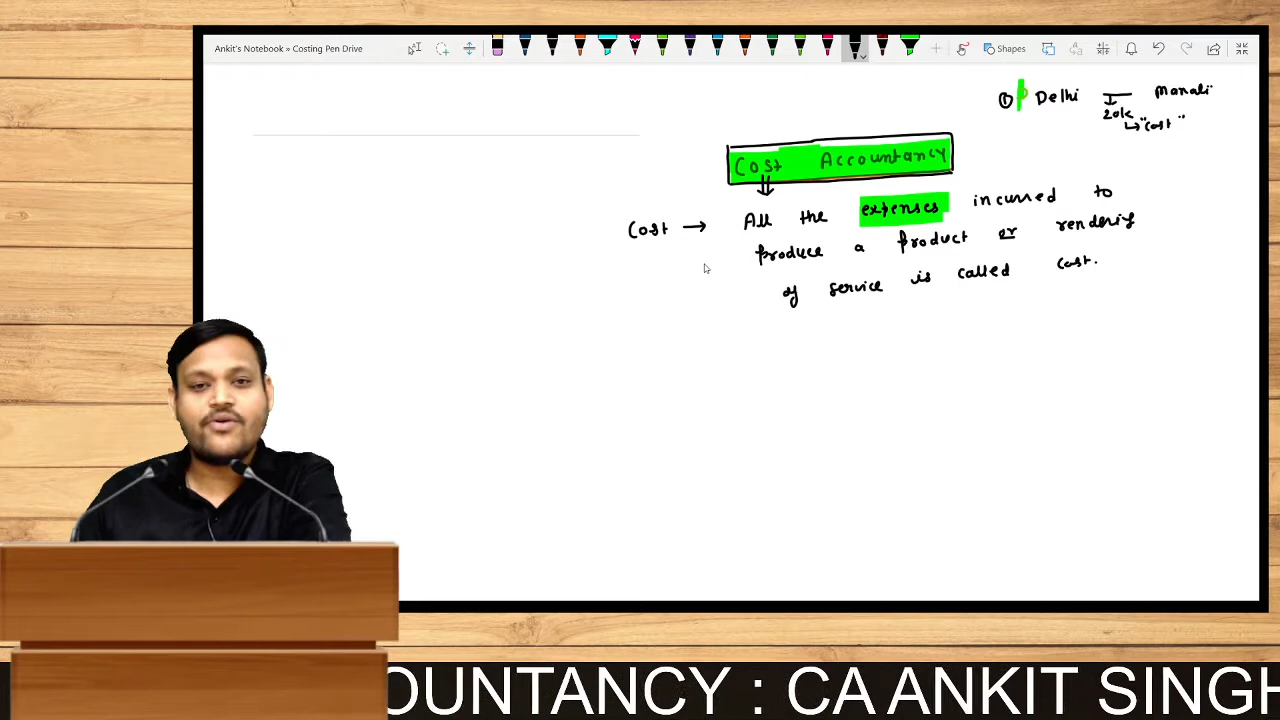 Ankit's Notebook » Costing Pen Drive
Shapes
① Delhi — Manali
20k
↳ "Cost"
Cost Accountancy
Cost → All the expenses incurred to
produce a product or rendering
of service is called cost.
OUNTANCY : CA ANKIT SINGH